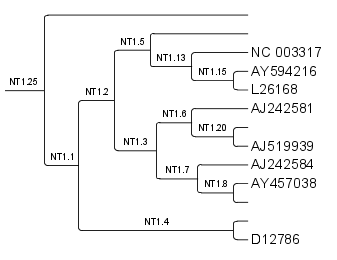 NT1.5
NC 003317
NT1.13
AY594216
NT1.15
NT1.25
L26168
NT1.2
AJ242581
NT1.6
NT1.20
NT1.3
AJ519939
NT1.1
AJ242584
NT1.7
AY457038
NT1.8
NT1.4
D12786